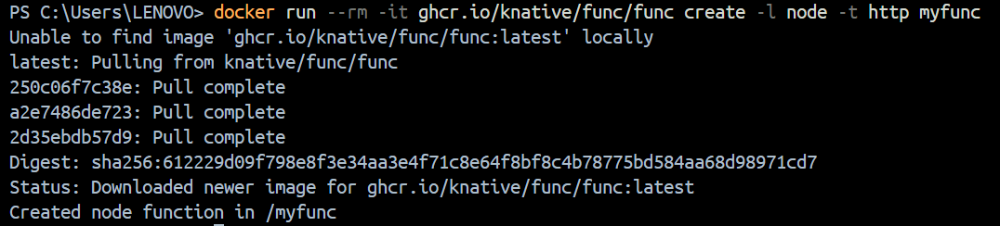 PS C:\Users\LENOVO> docker run --rm -it ghcr.io/knative/func/func create -l node -t http myfunc
Unable to find image 'ghcr.io/knative/func/func:latest' locally
latest: Pulling from knative/func/func
250c06f7c38e: Pull complete
a2e7486de723: Pull complete
2d35ebdb57d9: Pull complete
Digest: sha256:612229d09f798e8f3e34aa3e4f71c8e64f8bf8c4b78775bd584aa68d98971cd7
Status: Downloaded newer image for ghcr.io/knative/func/func:latest
Created node function in /myfunc